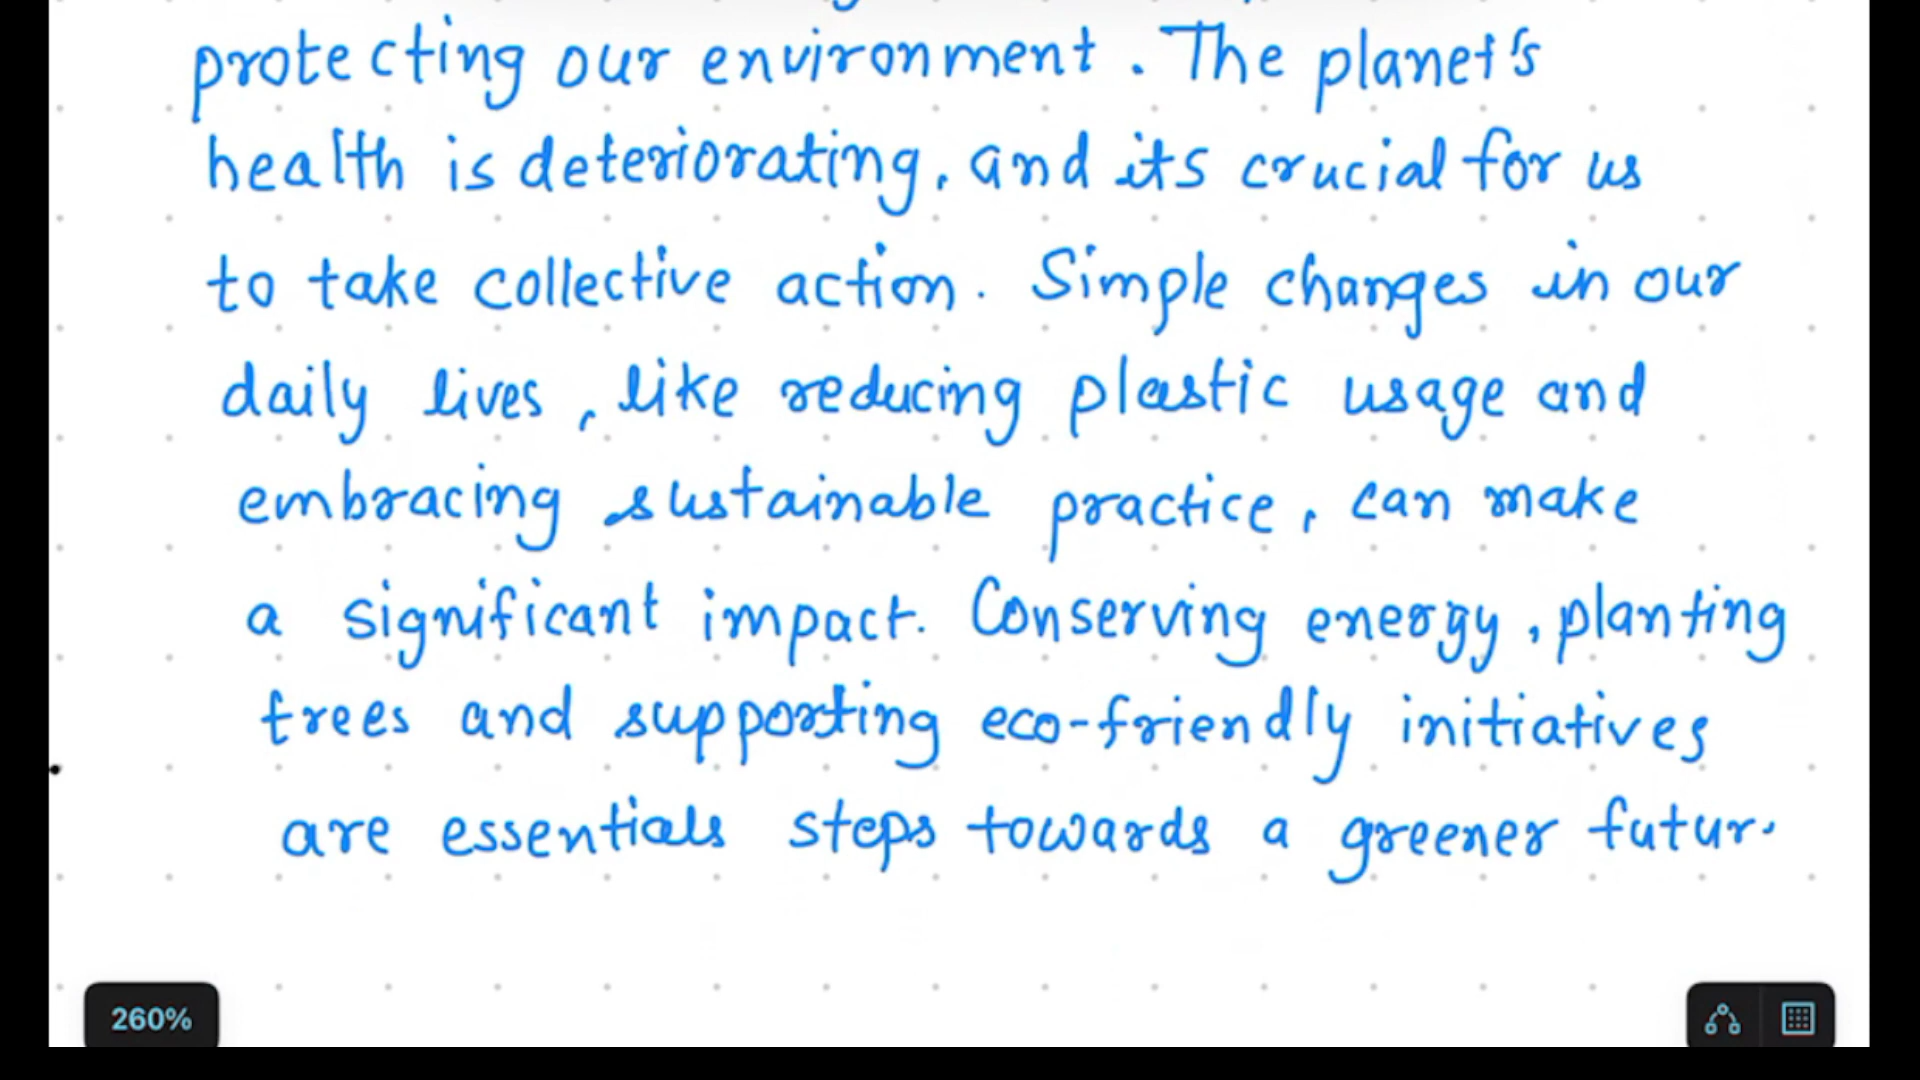 protecting our environment. The planet's
health is deteriorating, and its crucial for us
to take collective action. Simple changes in our
daily lives, like reducing plastic usage and
embracing sustainable practice, can make
a significant impact. Conserving energy, planting
trees and supporting eco-friendly initiatives
are essentials steps towards a greener futur.
260%